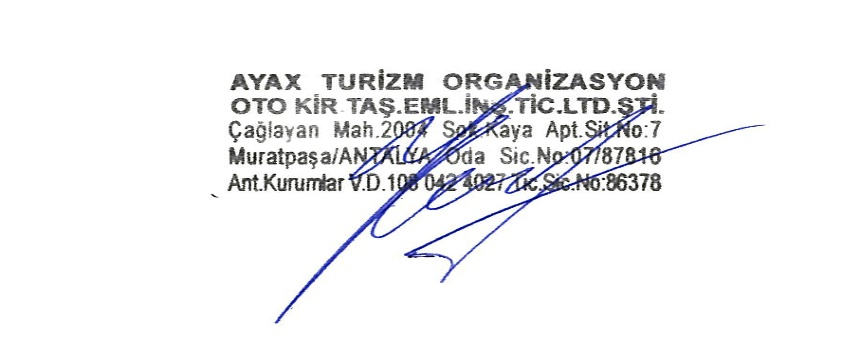 AYAX TURİZM ORGANİZASYON
OTO KİR TAŞ.EML.İNŞ.TİC.LTD.ŞTİ.
Çağlayan Mah.2004 Sok.Kaya Apt.Sit.No:7
Muratpaşa/ANTALYA Oda Sic.No:07/87816
Ant.Kurumlar V.D.108 042 4027 Tic.Sic.No:86378